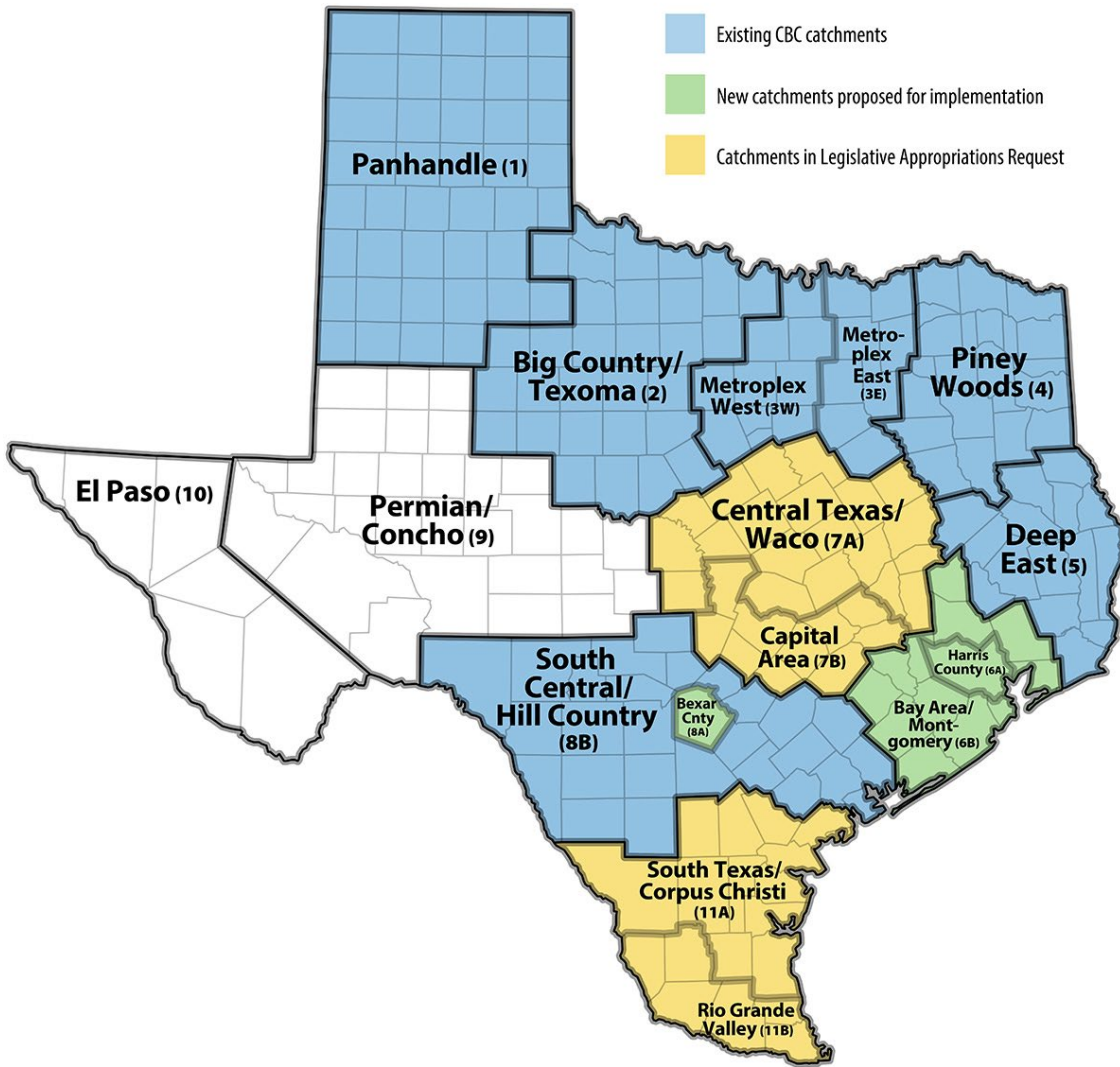 Existing CBC catchments
New catchments proposed for implementation
Catchments in Legislative Appropriations Request
Panhandle (1)
Big Country/
Texoma (2)
Metroplex
West (3W)
Metro-
plex
East
(3E)
Piney
Woods (4)
El Paso (10)
Permian/
Concho (9)
Central Texas/
Waco (7A)
Deep
East (5)
Capital
Area (7B)
Harris
County (6A)
Bay Area/
Mont-
gomery (6B)
South
Central/
Hill Country
(8B)
Bexar
Cnty
(8A)
South Texas/
Corpus Christi
(11A)
Rio Grande
Valley (11B)